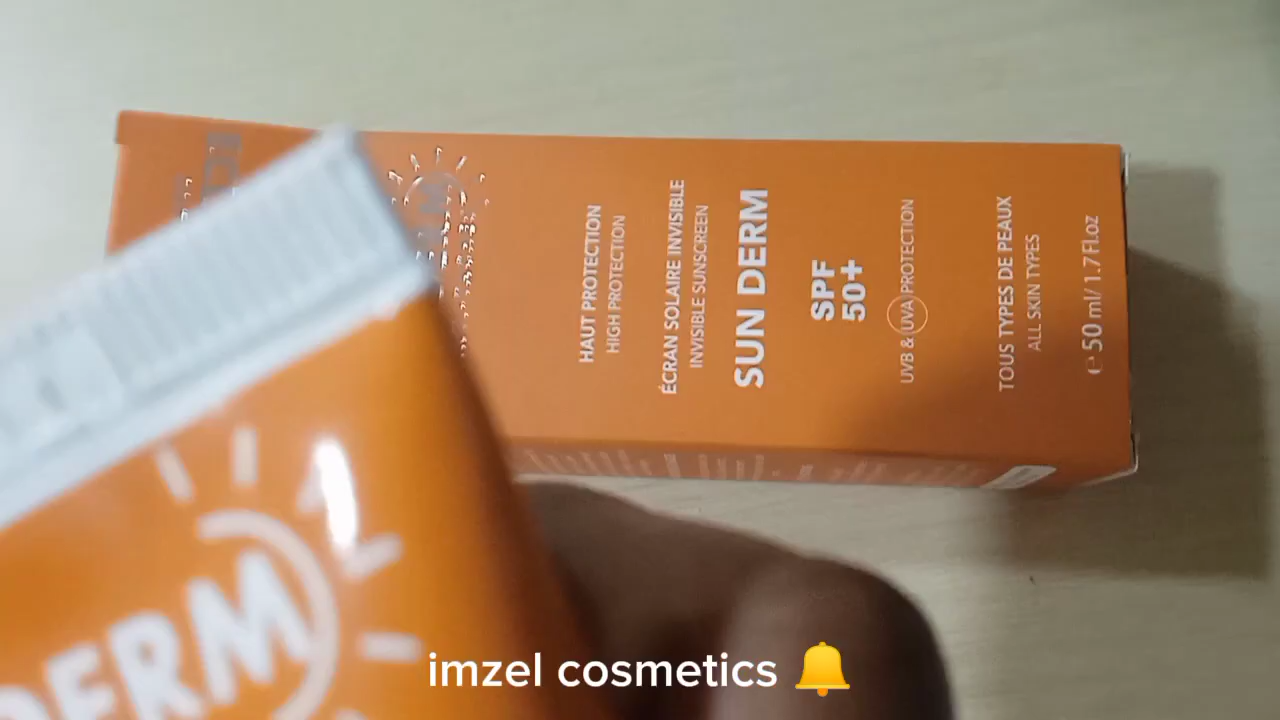 HAUT PROTECTION
HIGH PROTECTION
ÉCRAN SOLAIRE INVISIBLE
INVISIBLE SUNSCREEN
SUN DERM
SPF
50+
UVB & UVA PROTECTION
TOUS TYPES DE PEAUX
ALL SKIN TYPES
e 50 ml/ 1.7 Fl.oz
DERM
imzel cosmetics 🔔